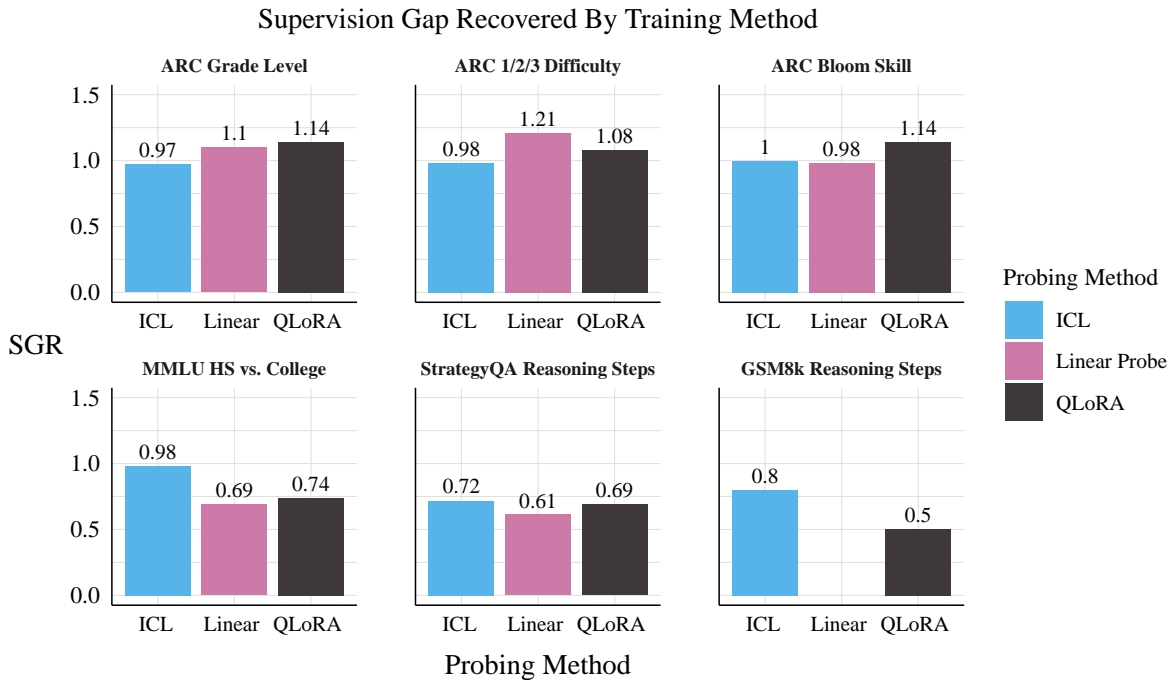 Supervision Gap Recovered By Training Method
ARC Grade Level
ARC 1/2/3 Difficulty
ARC Bloom Skill
1.5
1.0
0.5
0.0
0.97
1.1
1.14
0.98
1.21
1.08
1
0.98
1.14
ICL Linear QLoRA
ICL Linear QLoRA
ICL Linear QLoRA
SGR
MMLU HS vs. College
StrategyQA Reasoning Steps
GSM8k Reasoning Steps
1.0
0.5
0.0
0.98
0.69
0.74
0.72
0.61
0.69
0.8
0.5
ICL Linear QLoRA
ICL Linear QLoRA
ICL Linear QLoRA
Probing Method
Probing Method
ICL
Linear Probe
QLoRA